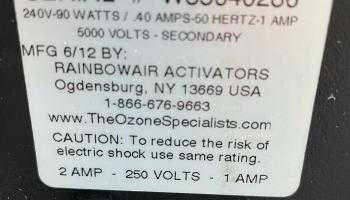 240V-90 WATTS / .40 AMPS-50 HERTZ-1 AMP
5000 VOLTS - SECONDARY
MFG 6/12 BY:
RAINBOWAIR ACTIVATORS
Ogdensburg, NY 13669 USA
1-866-676-9663
www.TheOzoneSpecialists.com
CAUTION: To reduce the risk of
electric shock use same rating.
2 AMP - 250 VOLTS - 1 AMP